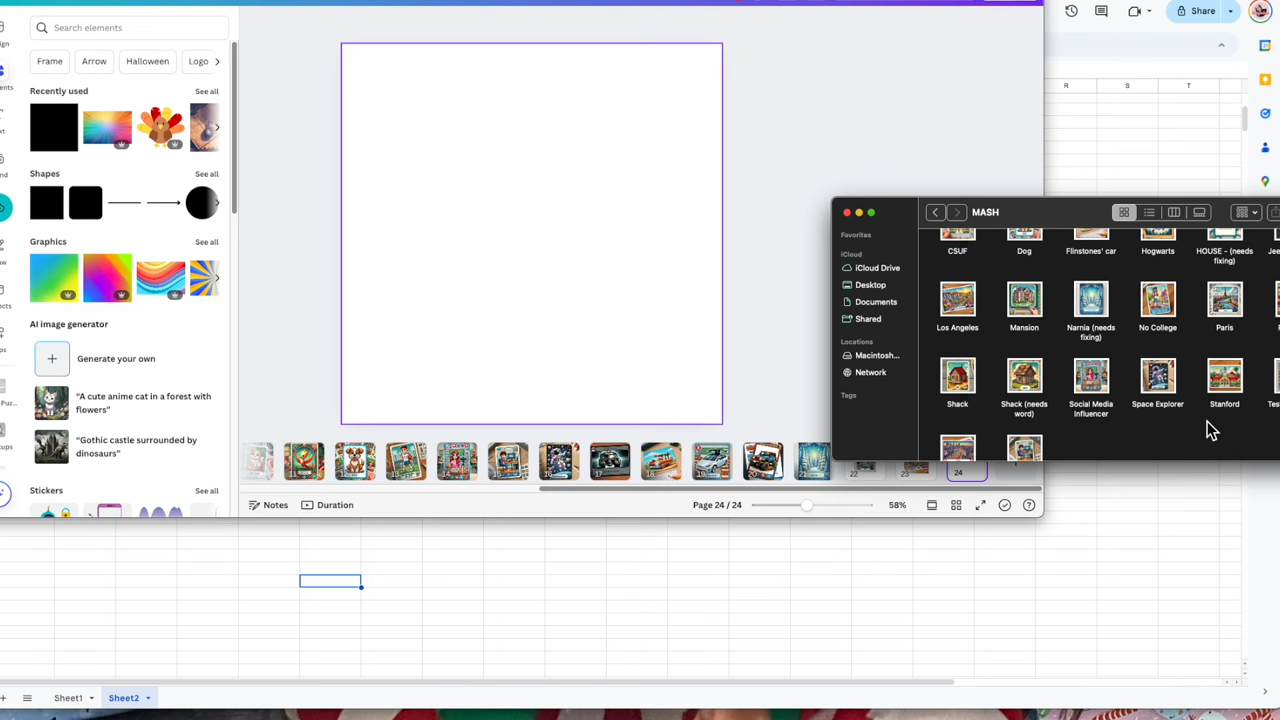 Search elements
Frame
Arrow
Halloween
Logo
Recently used
See all
Shapes
See all
Graphics
See all
AI image generator
Generate your own
"A cute anime cat in a forest with
flowers"
"Gothic castle surrounded by
dinosaurs"
Stickers
See all
22
23
24
Notes
Duration
Page 24 / 24
58%
Share
R
S
T
MASH
Favorites
iCloud
iCloud Drive
Desktop
Documents
Shared
Locations
Macintosh...
Network
Tags
CSUF
Dog
Flinstones' car
Hogwarts
HOUSE - (needs
fixing)
Los Angeles
Mansion
Narnia (needs
fixing)
No College
Paris
Shack
Shack (needs
word)
Social Media
Influencer
Space Explorer
Stanford
Sheet1
Sheet2